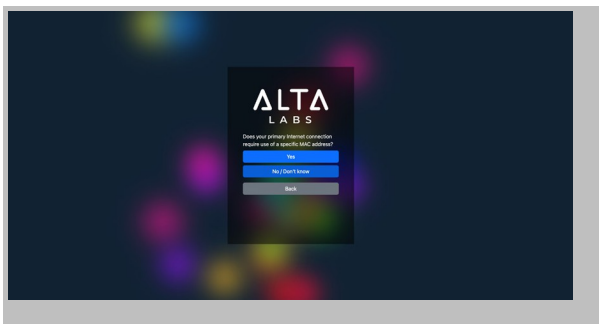 ALTA
LABS
Does your primary Internet connection
require use of a specific MAC address?
Yes
No / Don't know
Back